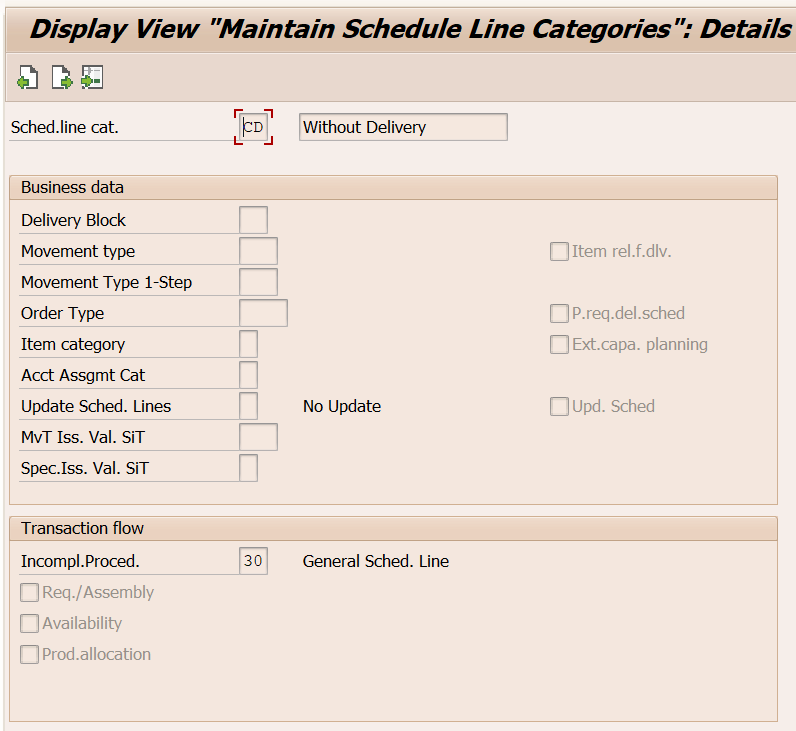 Display View "Maintain Schedule Line Categories": Details
Sched.line cat. CD Without Delivery
Business data
Delivery Block
Movement type Item rel.f.dlv.
Movement Type 1-Step
Order Type P.req.del.sched
Item category Ext.capa. planning
Acct Assgmt Cat
Update Sched. Lines No Update Upd. Sched
MvT Iss. Val. SiT
Spec.Iss. Val. SiT
Transaction flow
Incompl.Proced. 30 General Sched. Line
Req./Assembly
Availability
Prod.allocation